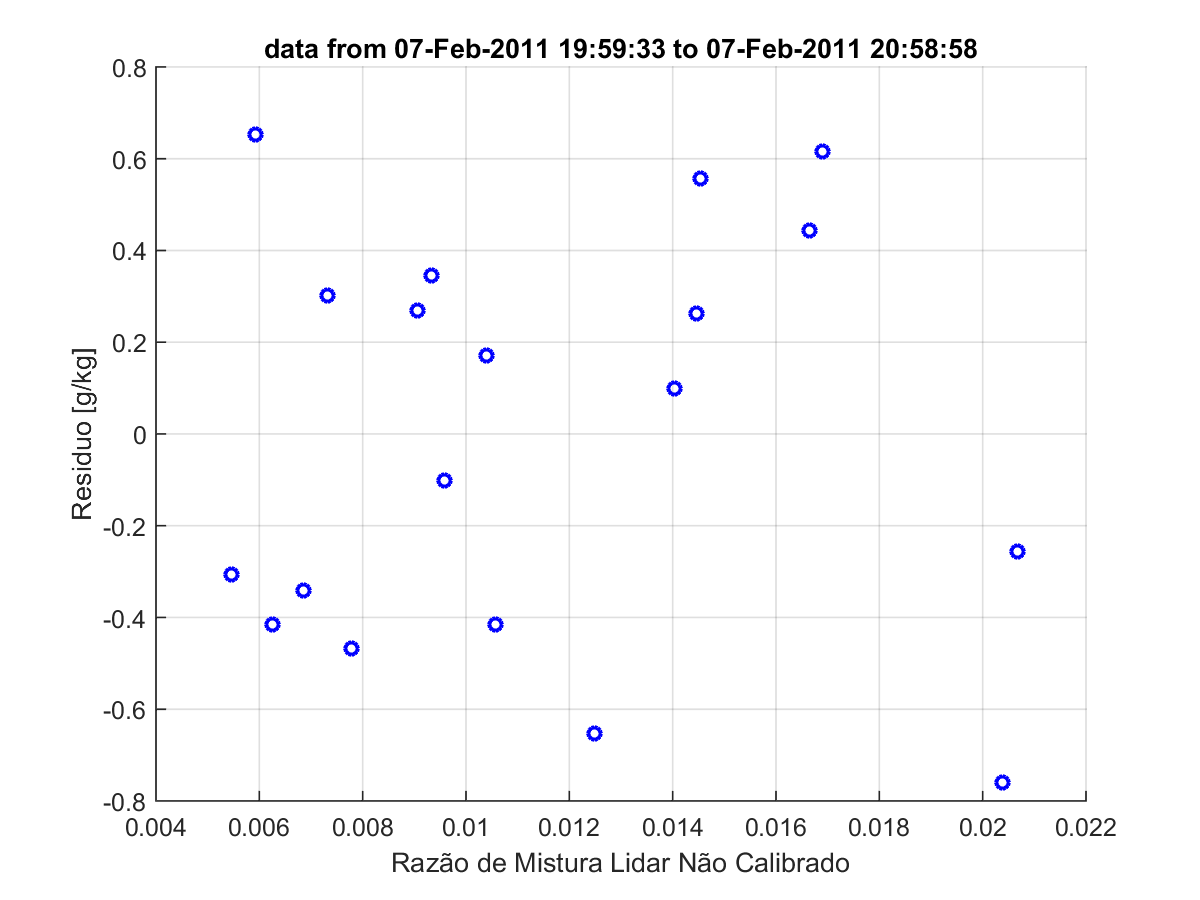 data from 07-Feb-2011 19:59:33 to 07-Feb-2011 20:58:58
0.8
0.6
0.4
0.2
0
-0.2
-0.4
-0.6
-0.8
Residuo [g/kg]
0.004 0.006 0.008 0.01 0.012 0.014 0.016 0.018 0.02 0.022
Razão de Mistura Lidar Não Calibrado